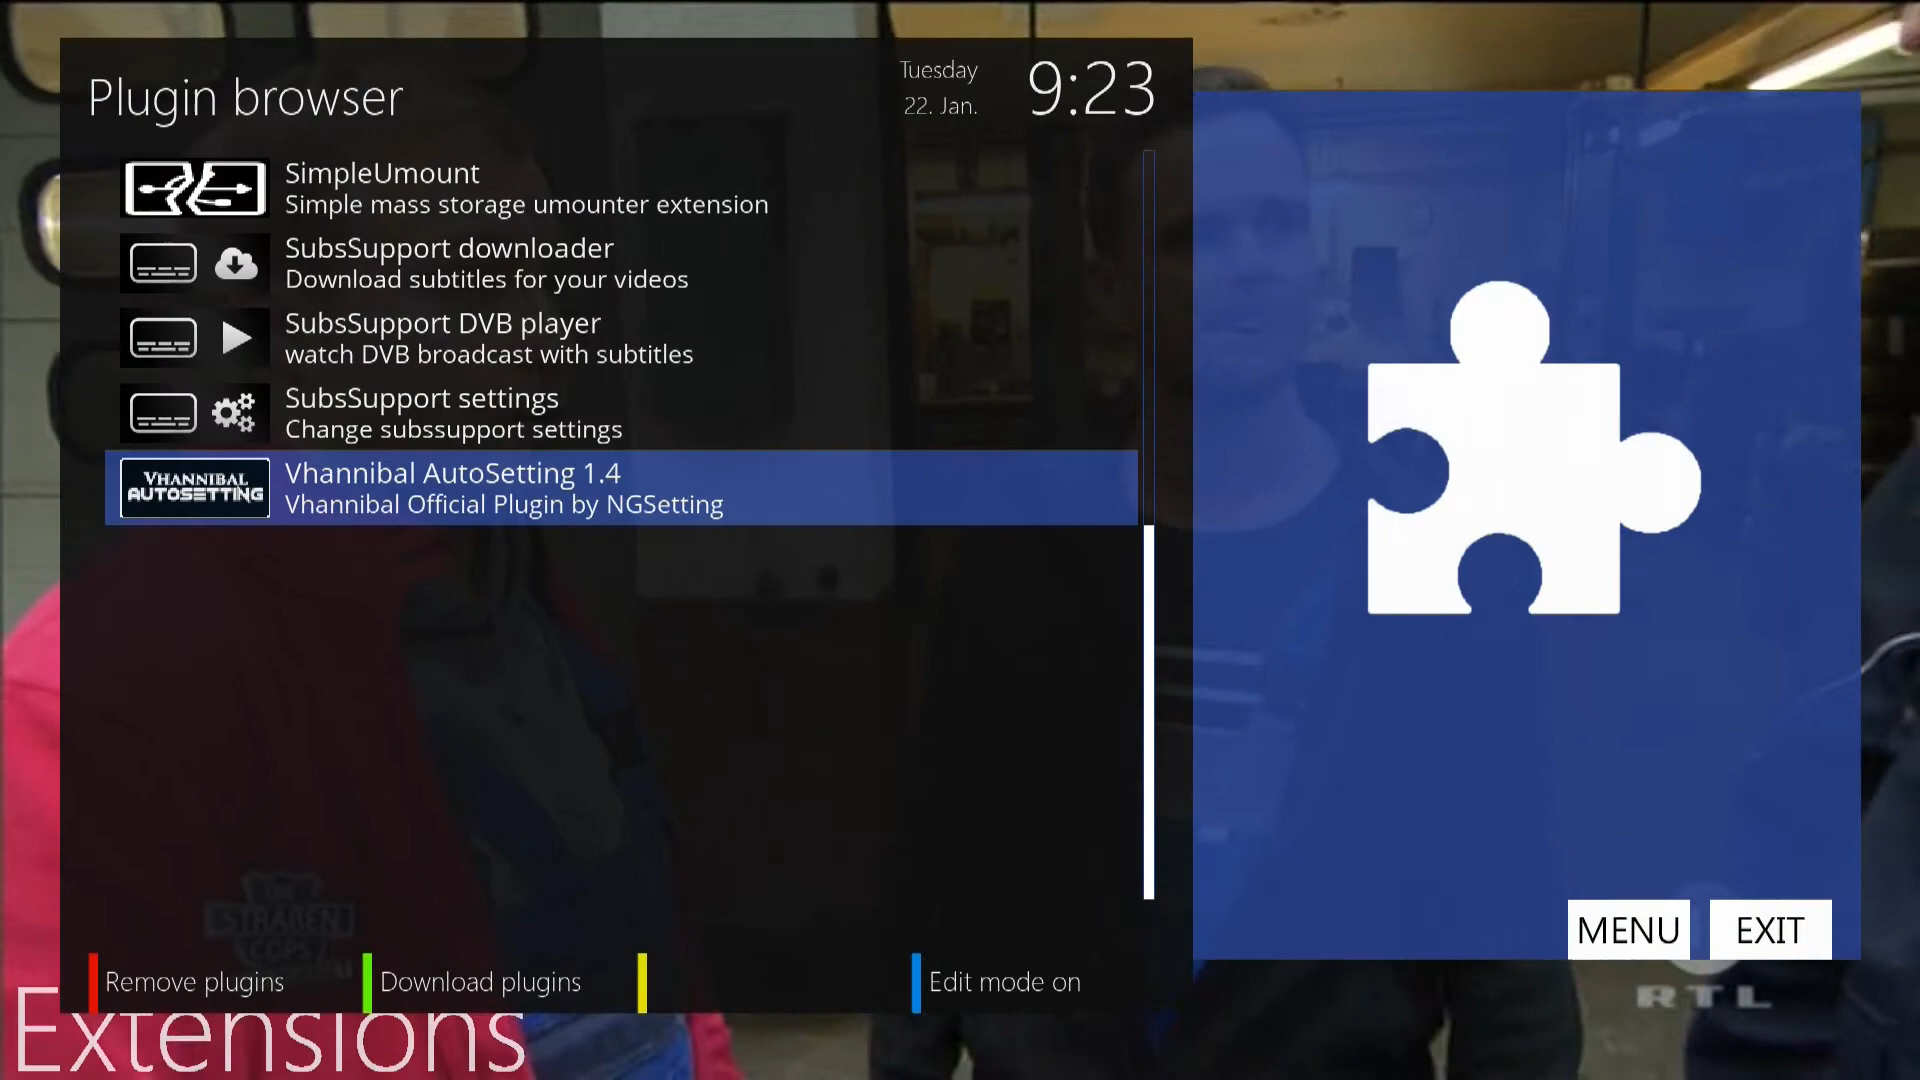 Plugin browser
Tuesday
22. Jan.
9:23
SimpleUmount
Simple mass storage umounter extension
SubsSupport downloader
Download subtitles for your videos
SubsSupport DVB player
watch DVB broadcast with subtitles
SubsSupport settings
Change subssupport settings
VHANNIBAL
AUTOSETTING
Vhannibal AutoSetting 1.4
Vhannibal Official Plugin by NGSetting
STRAßEN
COPS
MENU
EXIT
Remove plugins
Download plugins
Edit mode on
RTL
Extensions